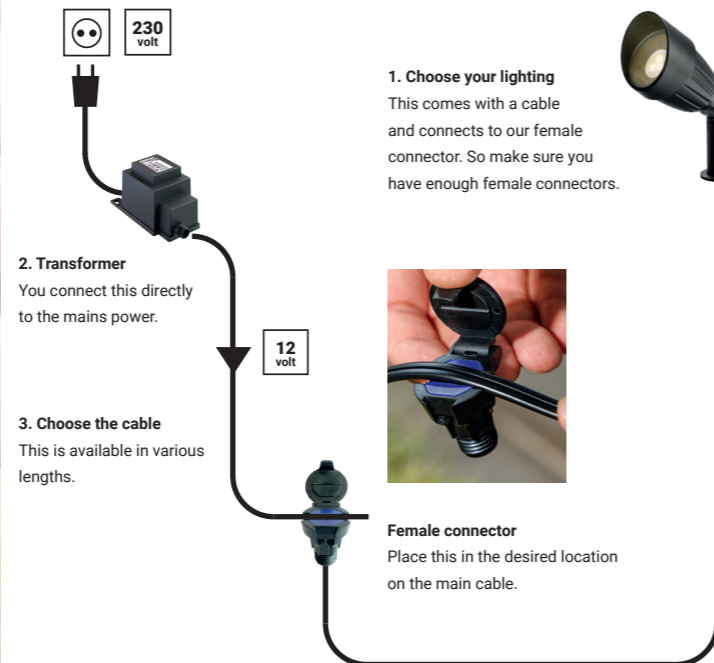 230
volt
1. Choose your lighting
This comes with a cable
and connects to our female
connector. So make sure you
have enough female connectors.
2. Transformer
You connect this directly
to the mains power.
12
volt
3. Choose the cable
This is available in various
lengths.
Female connector
Place this in the desired location
on the main cable.